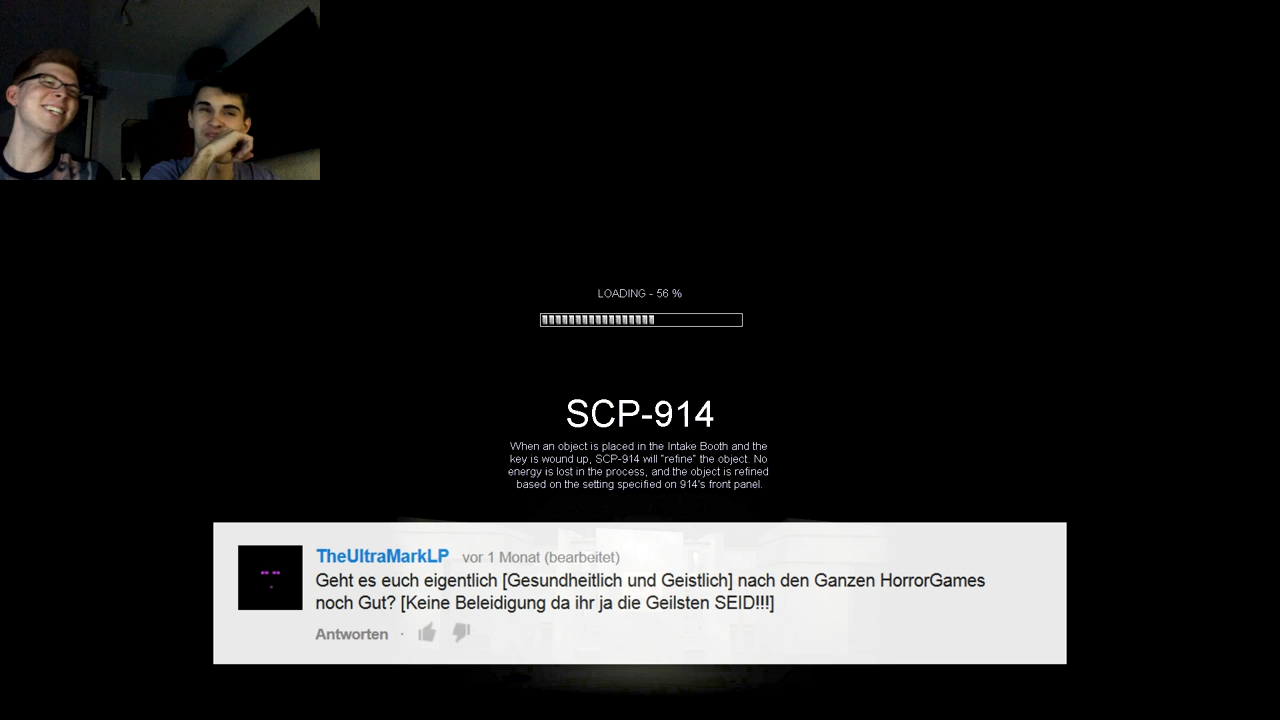 LOADING - 56 %
SCP-914
When an object is placed in the Intake Booth and the
key is wound up, SCP-914 will "refine" the object. No
energy is lost in the process, and the object is refined
based on the setting specified on 914's front panel.
TheUltraMarkLP vor 1 Monat (bearbeitet)
Geht es euch eigentlich [Gesundheitlich und Geistlich] nach den Ganzen HorrorGames
noch Gut? [Keine Beleidigung da ihr ja die Geilsten SEID!!!]
Antworten ·